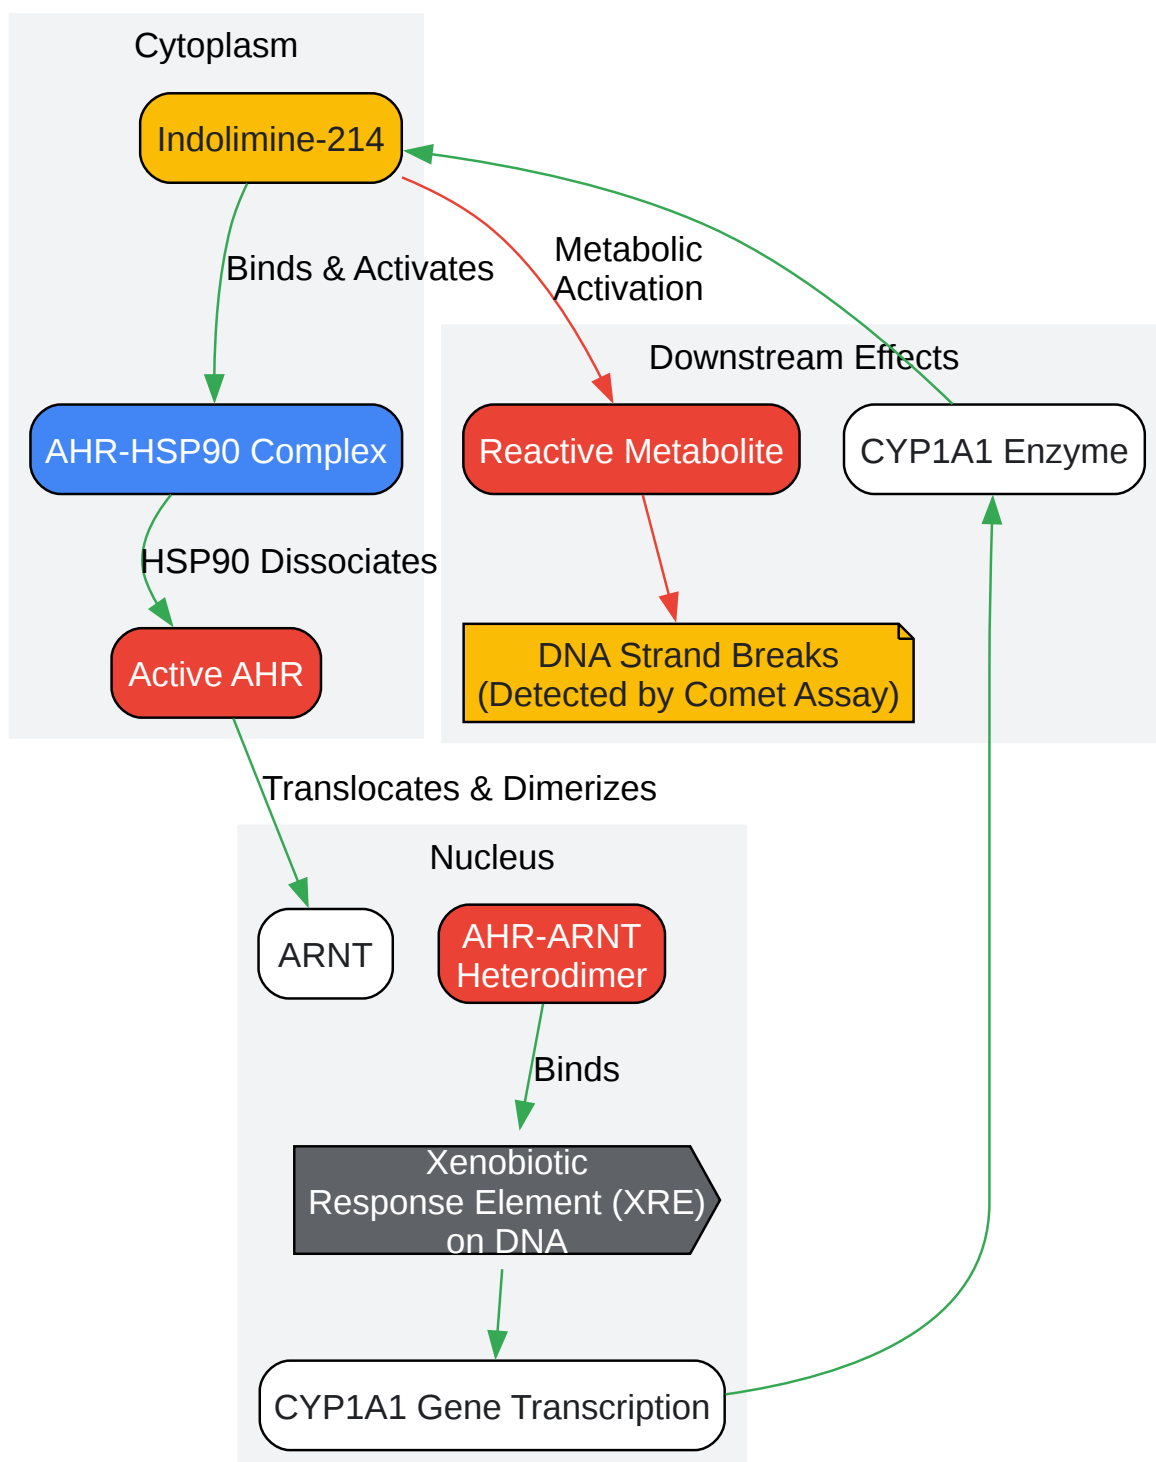 Cytoplasm
Indolimine-214
Binds & Activates
Metabolic
Activation
Downstream Effects
AHR-HSP90 Complex
Reactive Metabolite
CYP1A1 Enzyme
HSP90 Dissociates
Active AHR
DNA Strand Breaks
(Detected by Comet Assay)
Translocates & Dimerizes
Nucleus
ARNT
AHR-ARNT
Heterodimer
Binds
Xenobiotic
Response Element (XRE)
on DNA
CYP1A1 Gene Transcription